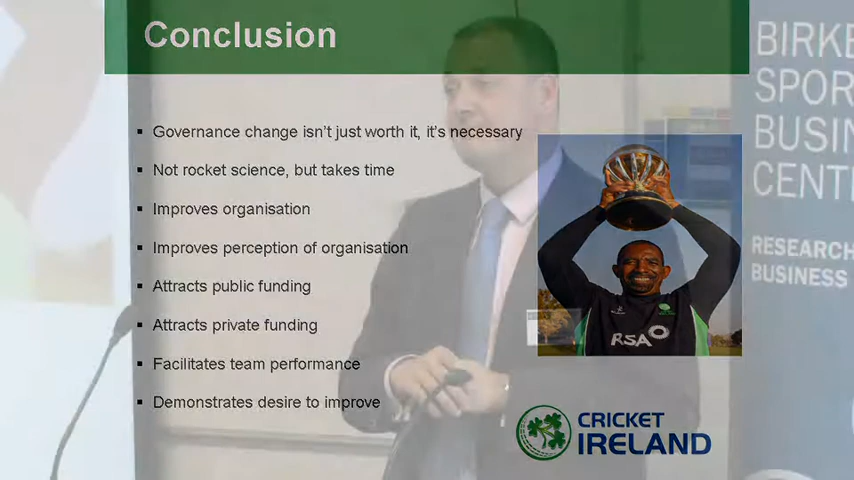 Conclusion
Governance change isn't just worth it, it's necessary
Not rocket science, but takes time
Improves organisation
Improves perception of organisation
Attracts public funding
Attracts private funding
Facilitates team performance
Demonstrates desire to improve
RSA
CRICKET
IRELAND
BIRKB
SPOR
BUSIN
CENT
RESEARCH
BUSINESS